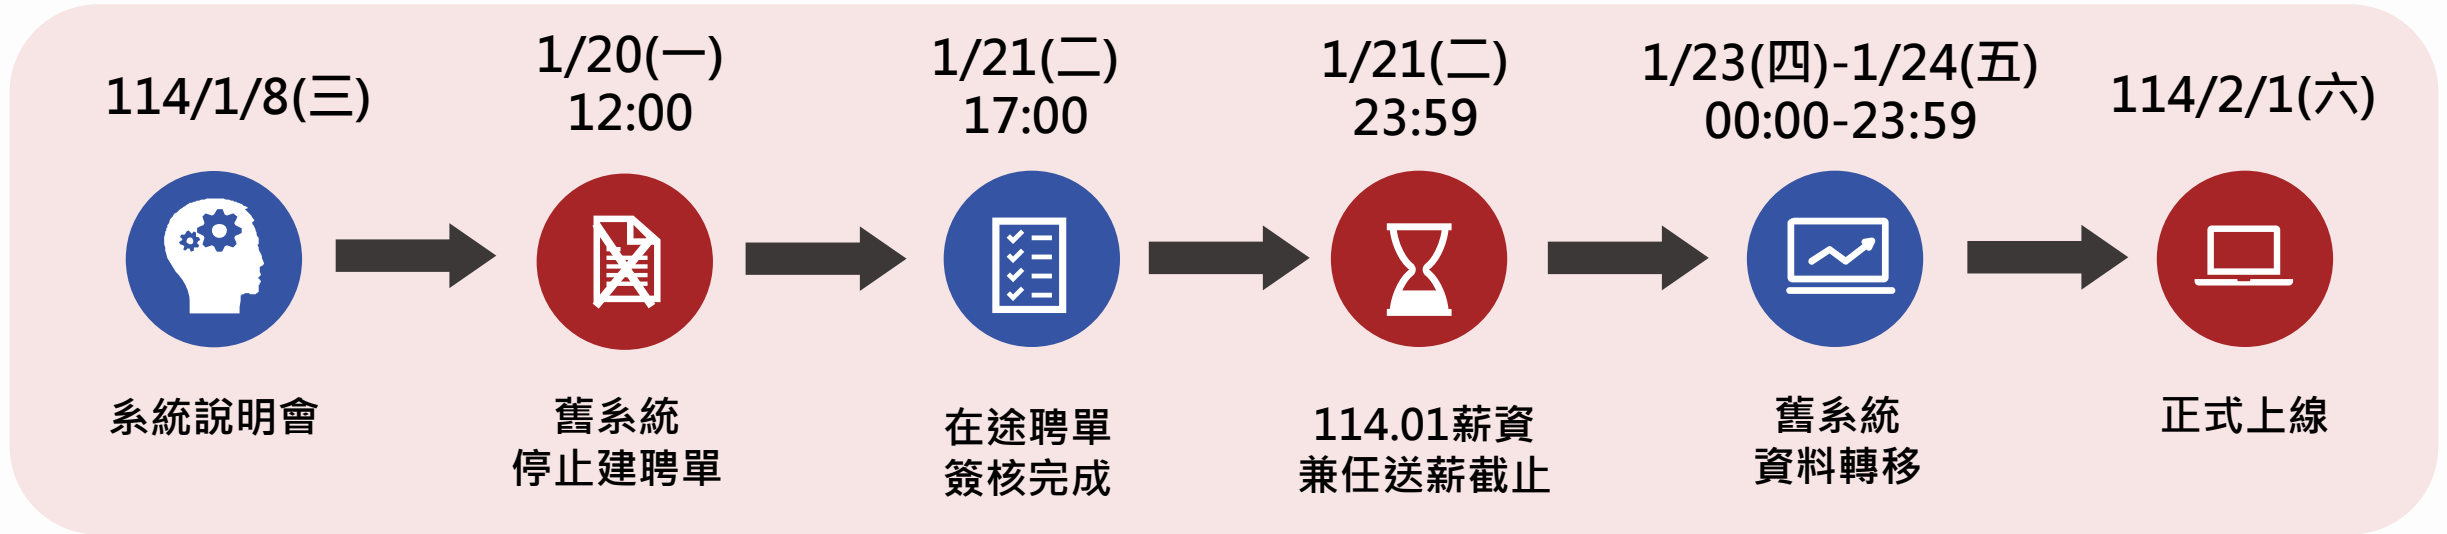 114/1/8(三)
系統說明會
1/20(一)
12:00
舊系統
停止建聘單
1/21(二)
17:00
在途聘單
簽核完成
1/21(二)
23:59
114.01薪資
兼任送薪截止
1/23(四)-1/24(五)
00:00-23:59
舊系統
資料轉移
114/2/1(六)
正式上線